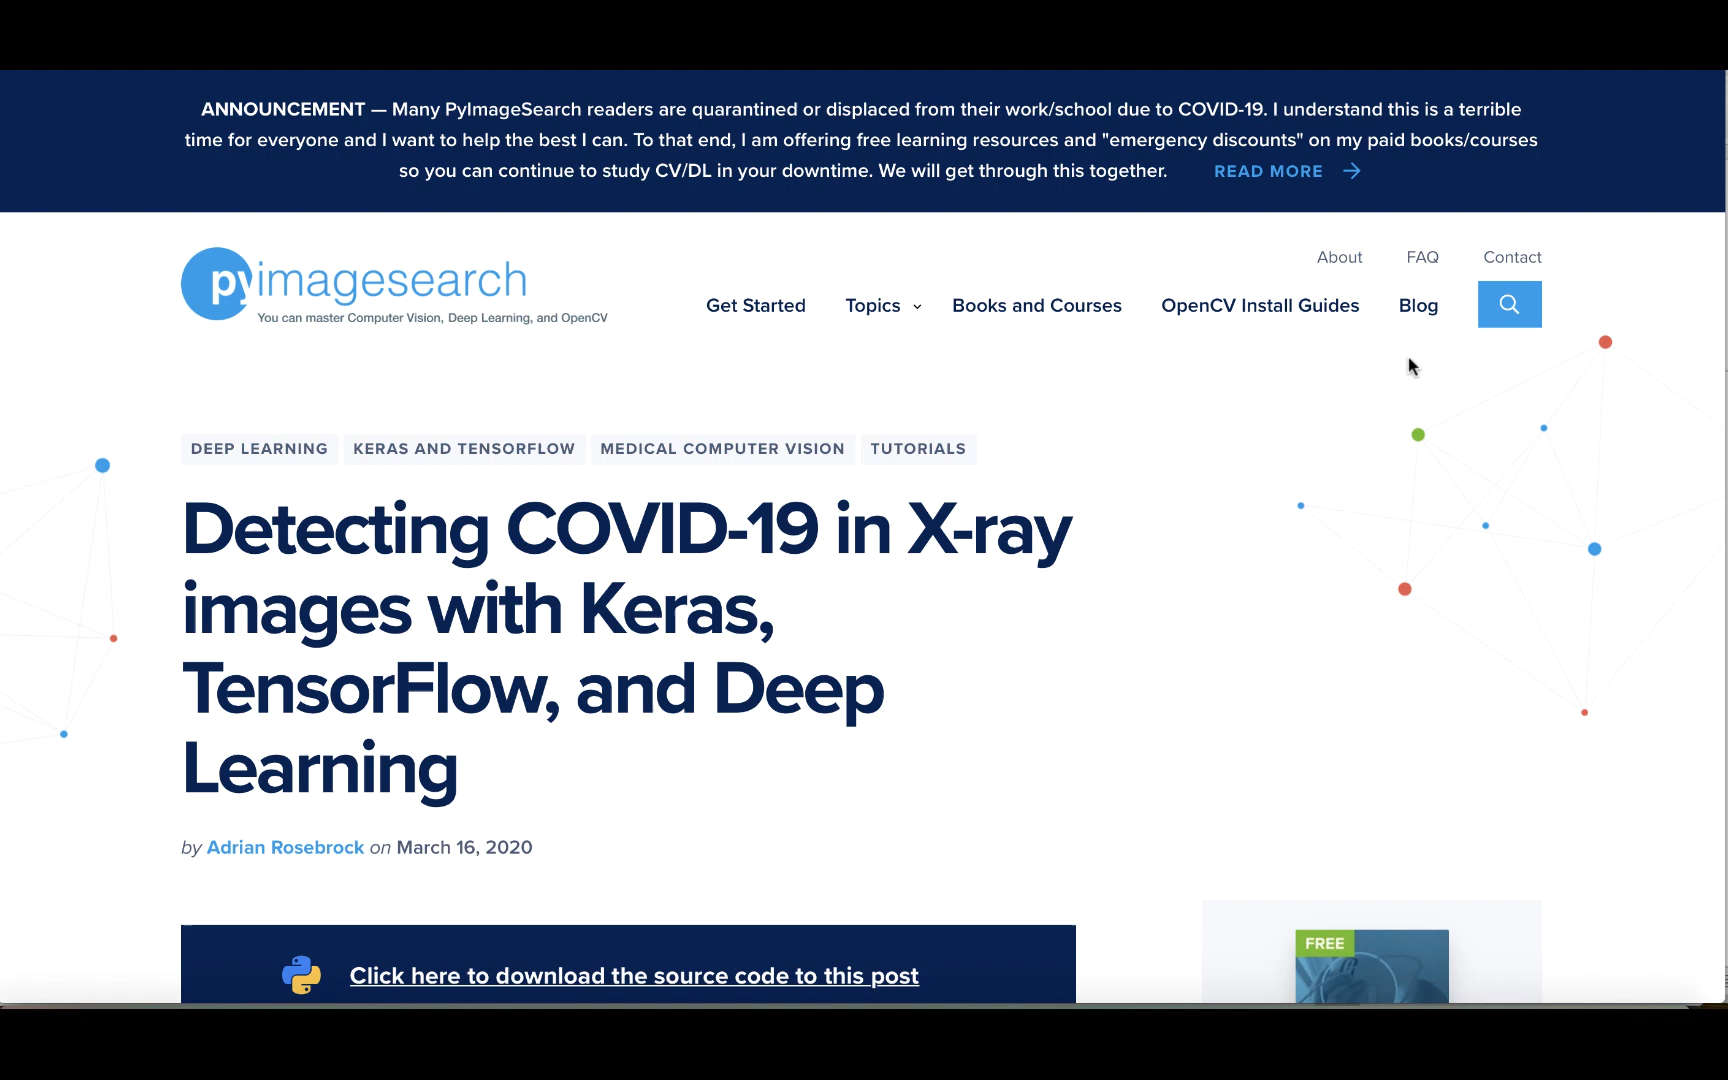 ANNOUNCEMENT — Many PyImageSearch readers are quarantined or displaced from their work/school due to COVID-19. I understand this is a terrible
time for everyone and I want to help the best I can. To that end, I am offering free learning resources and "emergency discounts" on my paid books/courses
so you can continue to study CV/DL in your downtime. We will get through this together. READ MORE
About FAQ Contact
pyimagesearch
You can master Computer Vision, Deep Learning, and OpenCV
Get Started Topics Books and Courses OpenCV Install Guides Blog
DEEP LEARNING KERAS AND TENSORFLOW MEDICAL COMPUTER VISION TUTORIALS
Detecting COVID-19 in X-ray
images with Keras,
TensorFlow, and Deep
Learning
by Adrian Rosebrock on March 16, 2020
Click here to download the source code to this post
FREE